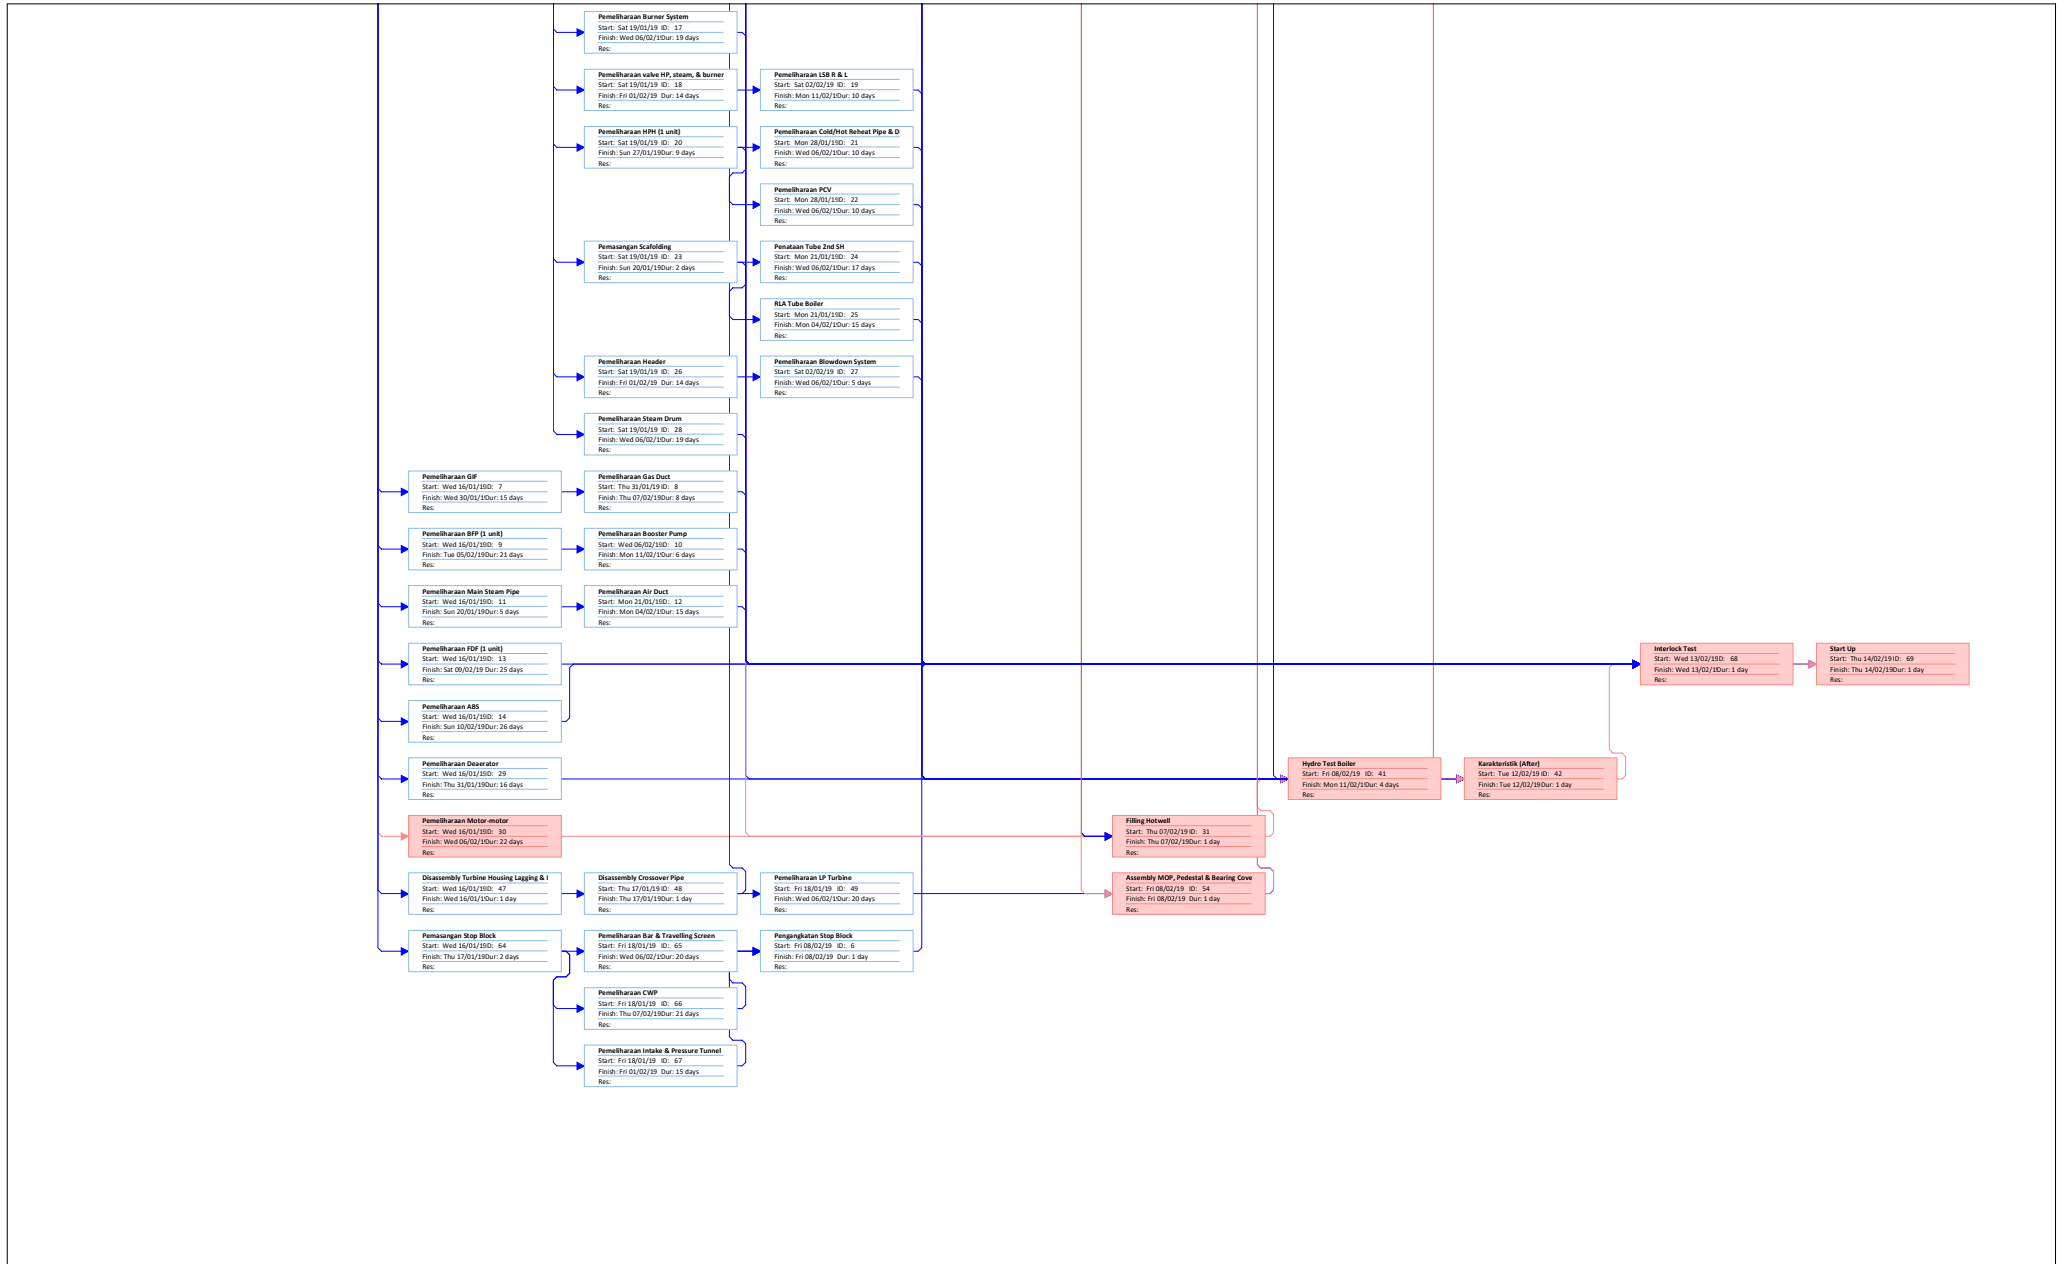 Pemeliharaan Burner System
Start: Sat 19/01/19 ID: 17
Finish: Wed 06/02/1 Dur: 19 days
Res:
Pemeliharaan valve HP, steam, & burner
Start: Sat 19/01/19 ID: 18
Finish: Fri 01/02/19 Dur: 14 days
Res:
Pemeliharaan LSB R & L
Start: Sat 02/02/19 ID: 19
Finish: Mon 11/02/1 Dur: 10 days
Res:
Pemeliharaan HPH (1 unit)
Start: Sat 19/01/19 ID: 20
Finish: Sun 27/01/19 Dur: 9 days
Res:
Pemeliharaan Cold/Hot Reheat Pipe & D
Start: Mon 28/01/19 ID: 21
Finish: Wed 06/02/1 Dur: 10 days
Res:
Pemeliharaan PCV
Start: Mon 28/01/19 ID: 22
Finish: Wed 06/02/1 Dur: 10 days
Res:
Pemasangan Scafolding
Start: Sat 19/01/19 ID: 23
Finish: Sun 20/01/19 Dur: 2 days
Res:
Penataan Tube 2nd SH
Start: Mon 21/01/19 ID: 24
Finish: Wed 06/02/1 Dur: 17 days
Res:
RLA Tube Boiler
Start: Mon 21/01/19 ID: 25
Finish: Mon 04/02/1 Dur: 15 days
Res:
Pemeliharaan Header
Start: Sat 19/01/19 ID: 26
Finish: Fri 01/02/19 Dur: 14 days
Res:
Pemeliharaan Blowdown System
Start: Sat 02/02/19 ID: 27
Finish: Wed 06/02/1 Dur: 5 days
Res:
Pemeliharaan Steam Drum
Start: Sat 19/01/19 ID: 28
Finish: Wed 06/02/1 Dur: 19 days
Res:
Pemeliharaan GIF
Start: Wed 16/01/19 ID: 7
Finish: Wed 30/01/1 Dur: 15 days
Res:
Pemeliharaan Gas Duct
Start: Thu 31/01/19 ID: 8
Finish: Thu 07/02/19 Dur: 8 days
Res:
Pemeliharaan BFP (1 unit)
Start: Wed 16/01/19 ID: 9
Finish: Tue 05/02/19 Dur: 21 days
Res:
Pemeliharaan Booster Pump
Start: Wed 06/02/19 ID: 10
Finish: Mon 11/02/1 Dur: 6 days
Res:
Pemeliharaan Main Steam Pipe
Start: Wed 16/01/19 ID: 11
Finish: Sun 20/01/19 Dur: 5 days
Res:
Pemeliharaan Air Duct
Start: Mon 21/01/19 ID: 12
Finish: Mon 04/02/1 Dur: 15 days
Res:
Pemeliharaan FDF (1 unit)
Start: Wed 16/01/19 ID: 13
Finish: Sat 09/02/19 Dur: 25 days
Res:
Interlock Test
Start: Wed 13/02/19 ID: 68
Finish: Wed 13/02/1 Dur: 1 day
Res:
Start Up
Start: Thu 14/02/19 ID: 69
Finish: Thu 14/02/19 Dur: 1 day
Res:
Pemeliharaan ABS
Start: Wed 16/01/19 ID: 14
Finish: Sun 10/02/19 Dur: 26 days
Res:
Pemeliharaan Deaerator
Start: Wed 16/01/19 ID: 29
Finish: Thu 31/01/19 Dur: 16 days
Res:
Hydro Test Boiler
Start: Fri 08/02/19 ID: 41
Finish: Mon 11/02/1 Dur: 4 days
Res:
Karakteristik (After)
Start: Tue 12/02/19 ID: 42
Finish: Tue 12/02/19 Dur: 1 day
Res:
Pemeliharaan Motor-motor
Start: Wed 16/01/19 ID: 30
Finish: Wed 06/02/1 Dur: 22 days
Res:
Filling Hotwell
Start: Thu 07/02/19 ID: 31
Finish: Thu 07/02/19 Dur: 1 day
Res:
Disassembly Turbine Housing Lagging & I
Start: Wed 16/01/19 ID: 47
Finish: Wed 16/01/1 Dur: 1 day
Res:
Disassembly Crossover Pipe
Start: Thu 17/01/19 ID: 48
Finish: Thu 17/01/19 Dur: 1 day
Res:
Pemeliharaan LP Turbine
Start: Fri 18/01/19 ID: 49
Finish: Wed 06/02/1 Dur: 20 days
Res:
Assembly MOP, Pedestal & Bearing Cove
Start: Fri 08/02/19 ID: 54
Finish: Fri 08/02/19 Dur: 1 day
Res:
Pemasangan Stop Block
Start: Wed 16/01/19 ID: 64
Finish: Thu 17/01/19 Dur: 2 days
Res:
Pemeliharaan Bar & Travelling Screen
Start: Fri 18/01/19 ID: 65
Finish: Wed 06/02/1 Dur: 20 days
Res:
Pengangkatan Stop Block
Start: Fri 08/02/19 ID: 6
Finish: Fri 08/02/19 Dur: 1 day
Res:
Pemeliharaan CWP
Start: Fri 18/01/19 ID: 66
Finish: Thu 07/02/19 Dur: 21 days
Res:
Pemeliharaan Intake & Pressure Tunnel
Start: Fri 18/01/19 ID: 67
Finish: Fri 01/02/19 Dur: 15 days
Res: